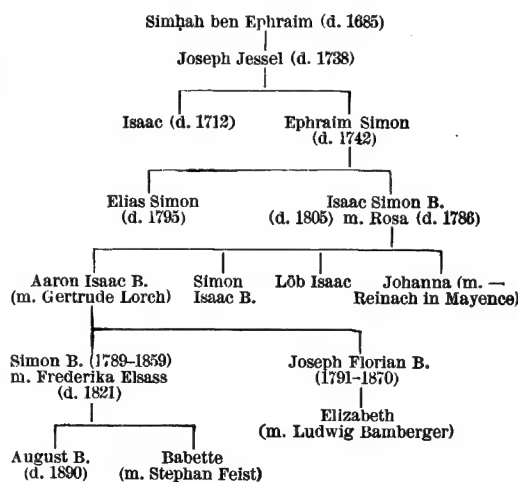 Simḥah ben Ephraim (d. 1685)
Joseph Jessel (d. 1738)
Isaac (d. 1712)
Ephraim Simon
(d. 1742)
Elias Simon
(d. 1795)
Isaac Simon B.
(d. 1805) m. Rosa (d. 1786)
Aaron Isaac B.
(m. Gertrude Lorch)
Simon
Isaac B.
Löb Isaac
Johanna (m. —
Reinach in Mayence)
Simon B. (1789–1859)
m. Frederika Elsass
(d. 1821)
Joseph Florian B.
(1791–1870)
Elizabeth
(m. Ludwig Bamberger)
August B.
(d. 1890)
Babette
(m. Stephan Feist)